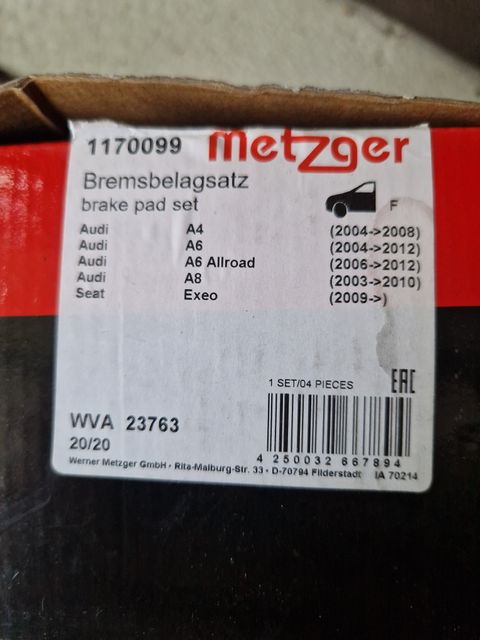 1170099 metzger
Bremsbelagsatz
brake pad set F
Audi A4 (2004->2008)
Audi A6 (2004->2012)
Audi A6 Allroad (2006->2012)
Audi A8 (2003->2010)
Seat Exeo (2009->)
1 SET/04 PIECES EAC
WVA 23763
20/20
4 250032 667894
Werner Metzger GmbH · Rita-Maiburg-Str. 33 · D-70794 Filderstadt IA 70214